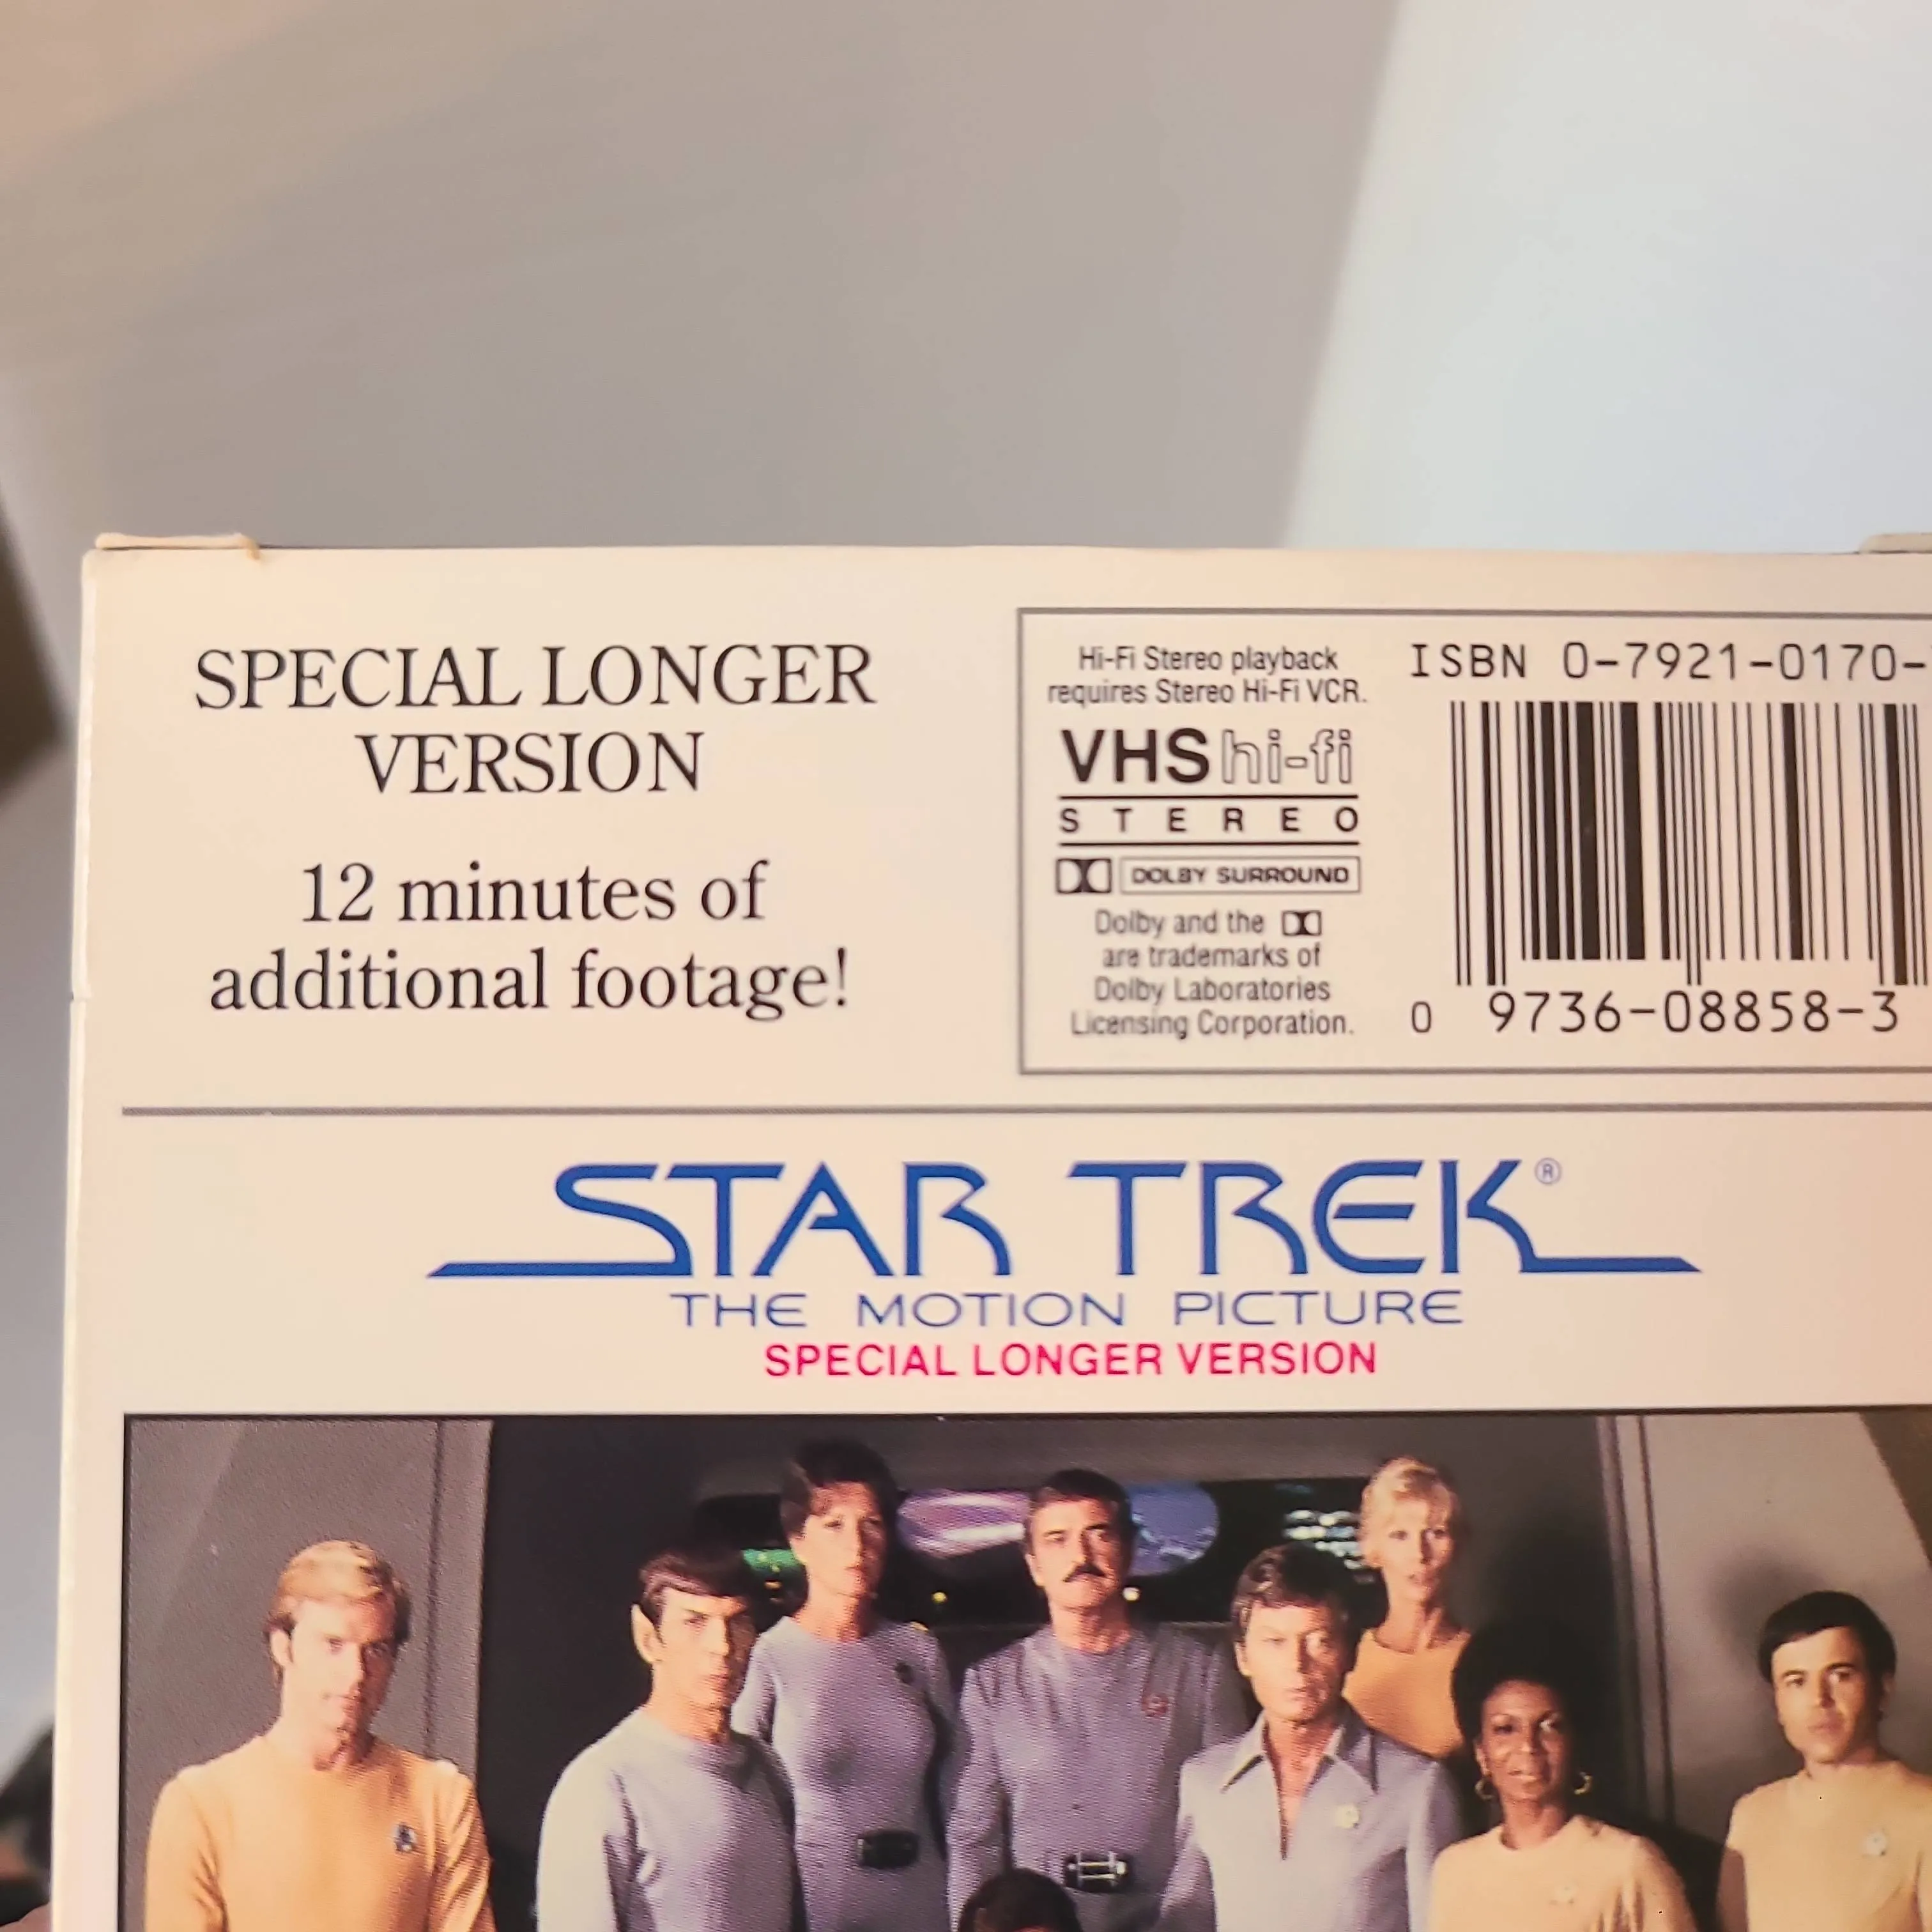 SPECIAL LONGER
VERSION
12 minutes of
additional footage!
Hi-Fi Stereo playback
requires Stereo Hi-Fi VCR.
VHS hi-fi
STEREO
DOLBY SURROUND
Dolby and the
are trademarks of
Dolby Laboratories
Licensing Corporation.
ISBN 0-7921-0170-
0 9736-08858-3
STAR TREK®
THE MOTION PICTURE
SPECIAL LONGER VERSION